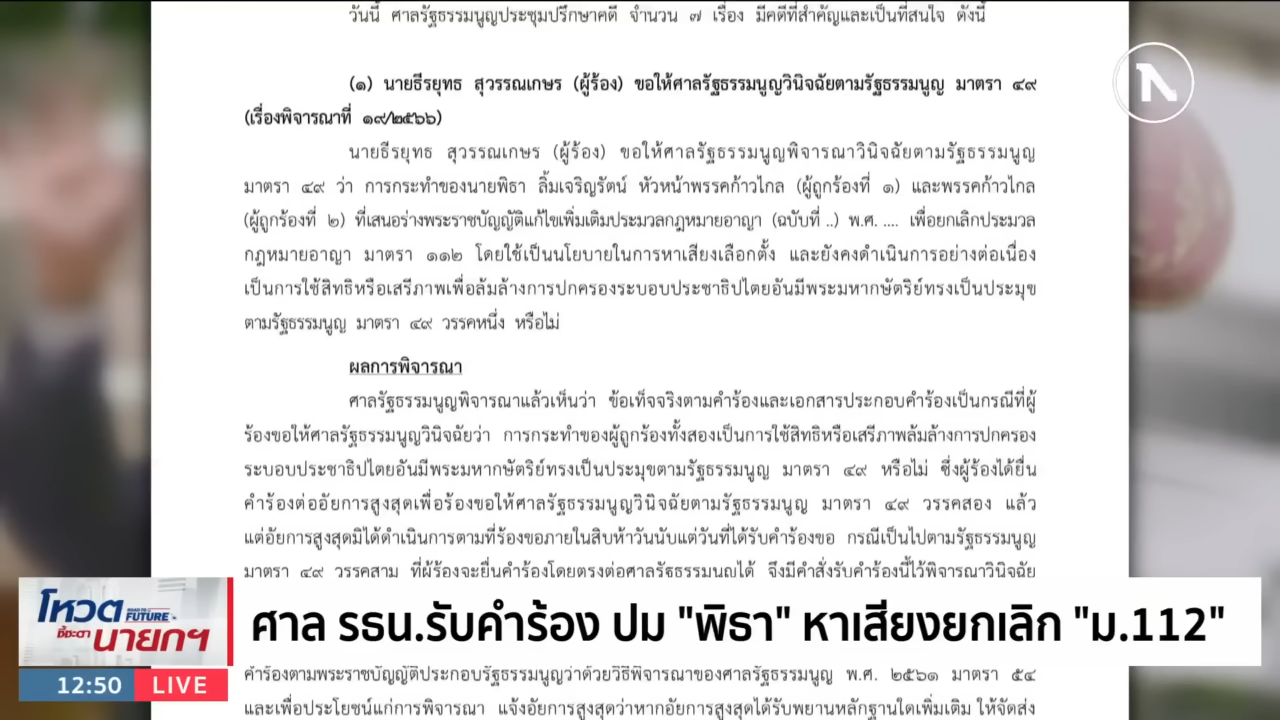 วันนี้ ศาลรัฐธรรมนูญประชุมปรึกษาคดี จำนวน ๗ เรื่อง มีคดีที่สำคัญและเป็นที่สนใจ ดังนี้
(๑) นายธีรยุทธ สุวรรณเกษร (ผู้ร้อง) ขอให้ศาลรัฐธรรมนูญวินิจฉัยตามรัฐธรรมนูญ มาตรา ๔๙
(เรื่องพิจารณาที่ ๑๙/๒๕๖๖)
นายธีรยุทธ สุวรรณเกษร (ผู้ร้อง) ขอให้ศาลรัฐธรรมนูญพิจารณาวินิจฉัยตามรัฐธรรมนูญ
มาตรา ๔๙ ว่า การกระทำของนายพิธา ลิ้มเจริญรัตน์ หัวหน้าพรรคก้าวไกล (ผู้ถูกร้องที่ ๑) และพรรคก้าวไกล
(ผู้ถูกร้องที่ ๒) ที่เสนอร่างพระราชบัญญัติแก้ไขเพิ่มเติมประมวลกฎหมายอาญา (ฉบับที่ ..) พ.ศ. .... เพื่อยกเลิกประมวล
กฎหมายอาญา มาตรา ๑๑๒ โดยใช้เป็นนโยบายในการหาเสียงเลือกตั้ง และยังคงดำเนินการอย่างต่อเนื่อง
เป็นการใช้สิทธิหรือเสรีภาพเพื่อล้มล้างการปกครองระบอบประชาธิปไตยอันมีพระมหากษัตริย์ทรงเป็นประมุข
ตามรัฐธรรมนูญ มาตรา ๔๙ วรรคหนึ่ง หรือไม่
ผลการพิจารณา
ศาลรัฐธรรมนูญพิจารณาแล้วเห็นว่า ข้อเท็จจริงตามคำร้องและเอกสารประกอบคำร้องเป็นกรณีที่ผู้
ร้องขอให้ศาลรัฐธรรมนูญวินิจฉัยว่า การกระทำของผู้ถูกร้องทั้งสองเป็นการใช้สิทธิหรือเสรีภาพล้มล้างการปกครอง
ระบอบประชาธิปไตยอันมีพระมหากษัตริย์ทรงเป็นประมุขตามรัฐธรรมนูญ มาตรา ๔๙ หรือไม่ ซึ่งผู้ร้องได้ยื่น
คำร้องต่ออัยการสูงสุดเพื่อร้องขอให้ศาลรัฐธรรมนูญวินิจฉัยตามรัฐธรรมนูญ มาตรา ๔๙ วรรคสอง แล้ว
แต่อัยการสูงสุดมิได้ดำเนินการตามที่ร้องขอภายในสิบห้าวันนับแต่วันที่ได้รับคำร้องขอ กรณีเป็นไปตามรัฐธรรมนูญ
มาตรา ๔๙ วรรคสาม ที่ผู้ร้องจะยื่นคำร้องโดยตรงต่อศาลรัฐธรรมนูญได้ จึงมีคำสั่งรับคำร้องนี้ไว้พิจารณาวินิจฉัย
โหวต ROAD TO FUTURE
ชี้ชะตา นายกฯ
ศาล รธน.รับคำร้อง ปม "พิธา" หาเสียงยกเลิก "ม.112"
12:50 LIVE
คำร้องตามพระราชบัญญัติประกอบรัฐธรรมนูญว่าด้วยวิธีพิจารณาของศาลรัฐธรรมนูญ พ.ศ. ๒๕๖๑ มาตรา ๕๔
และเพื่อประโยชน์แก่การพิจารณา แจ้งอัยการสูงสุดว่าหากอัยการสูงสุดได้รับพยานหลักฐานใดเพิ่มเติม ให้จัดส่ง